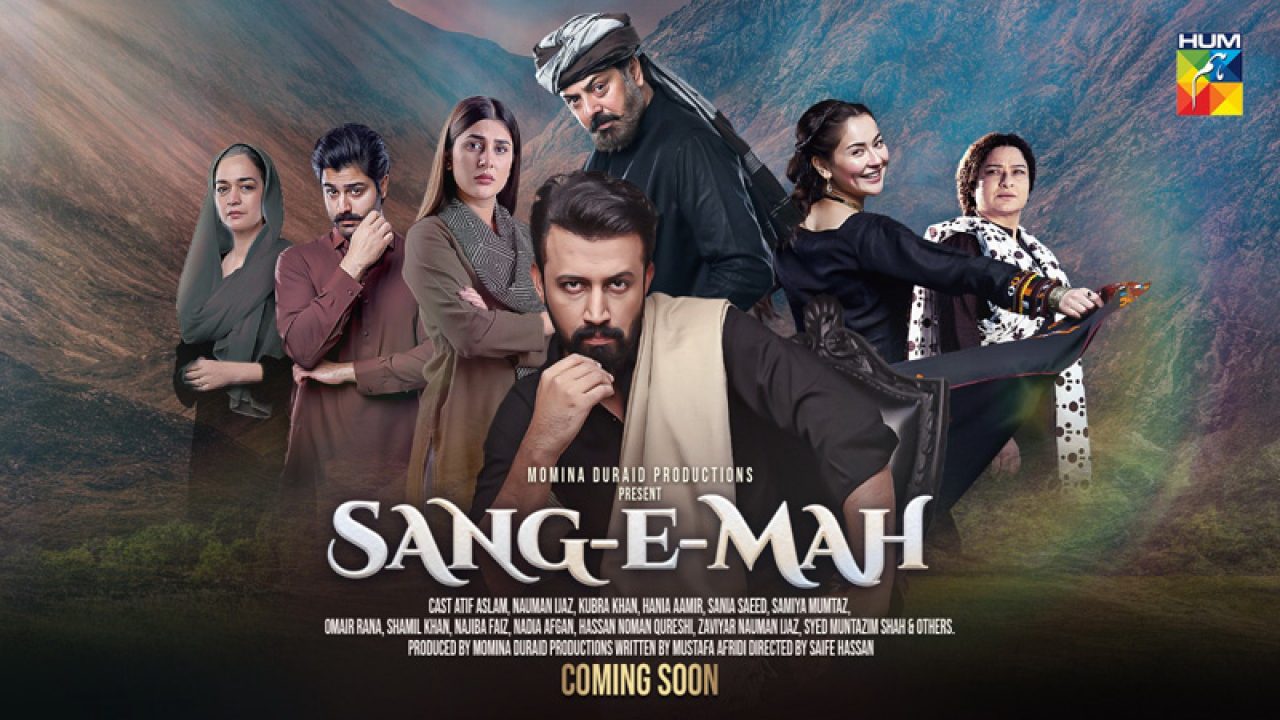 HUM
ہم
MOMINA DURAID PRODUCTIONS
PRESENT
SANG-E-MAH
CAST ATIF ASLAM, NAUMAN IJAZ, KUBRA KHAN, HANIA AAMIR, SANIA SAEED, SAMIYA MUMTAZ,
OMAIR RANA, SHAMIL KHAN, NAJIBA FAIZ, NADIA AFGAN, HASSAN NOMAN QURESHI, ZAVIYAR NAUMAN IJAZ, SYED MUNTAZIM SHAH & OTHERS.
PRODUCED BY MOMINA DURAID PRODUCTIONS WRITTEN BY MUSTAFA AFRIDI DIRECTED BY SAIFE HASSAN
COMING SOON